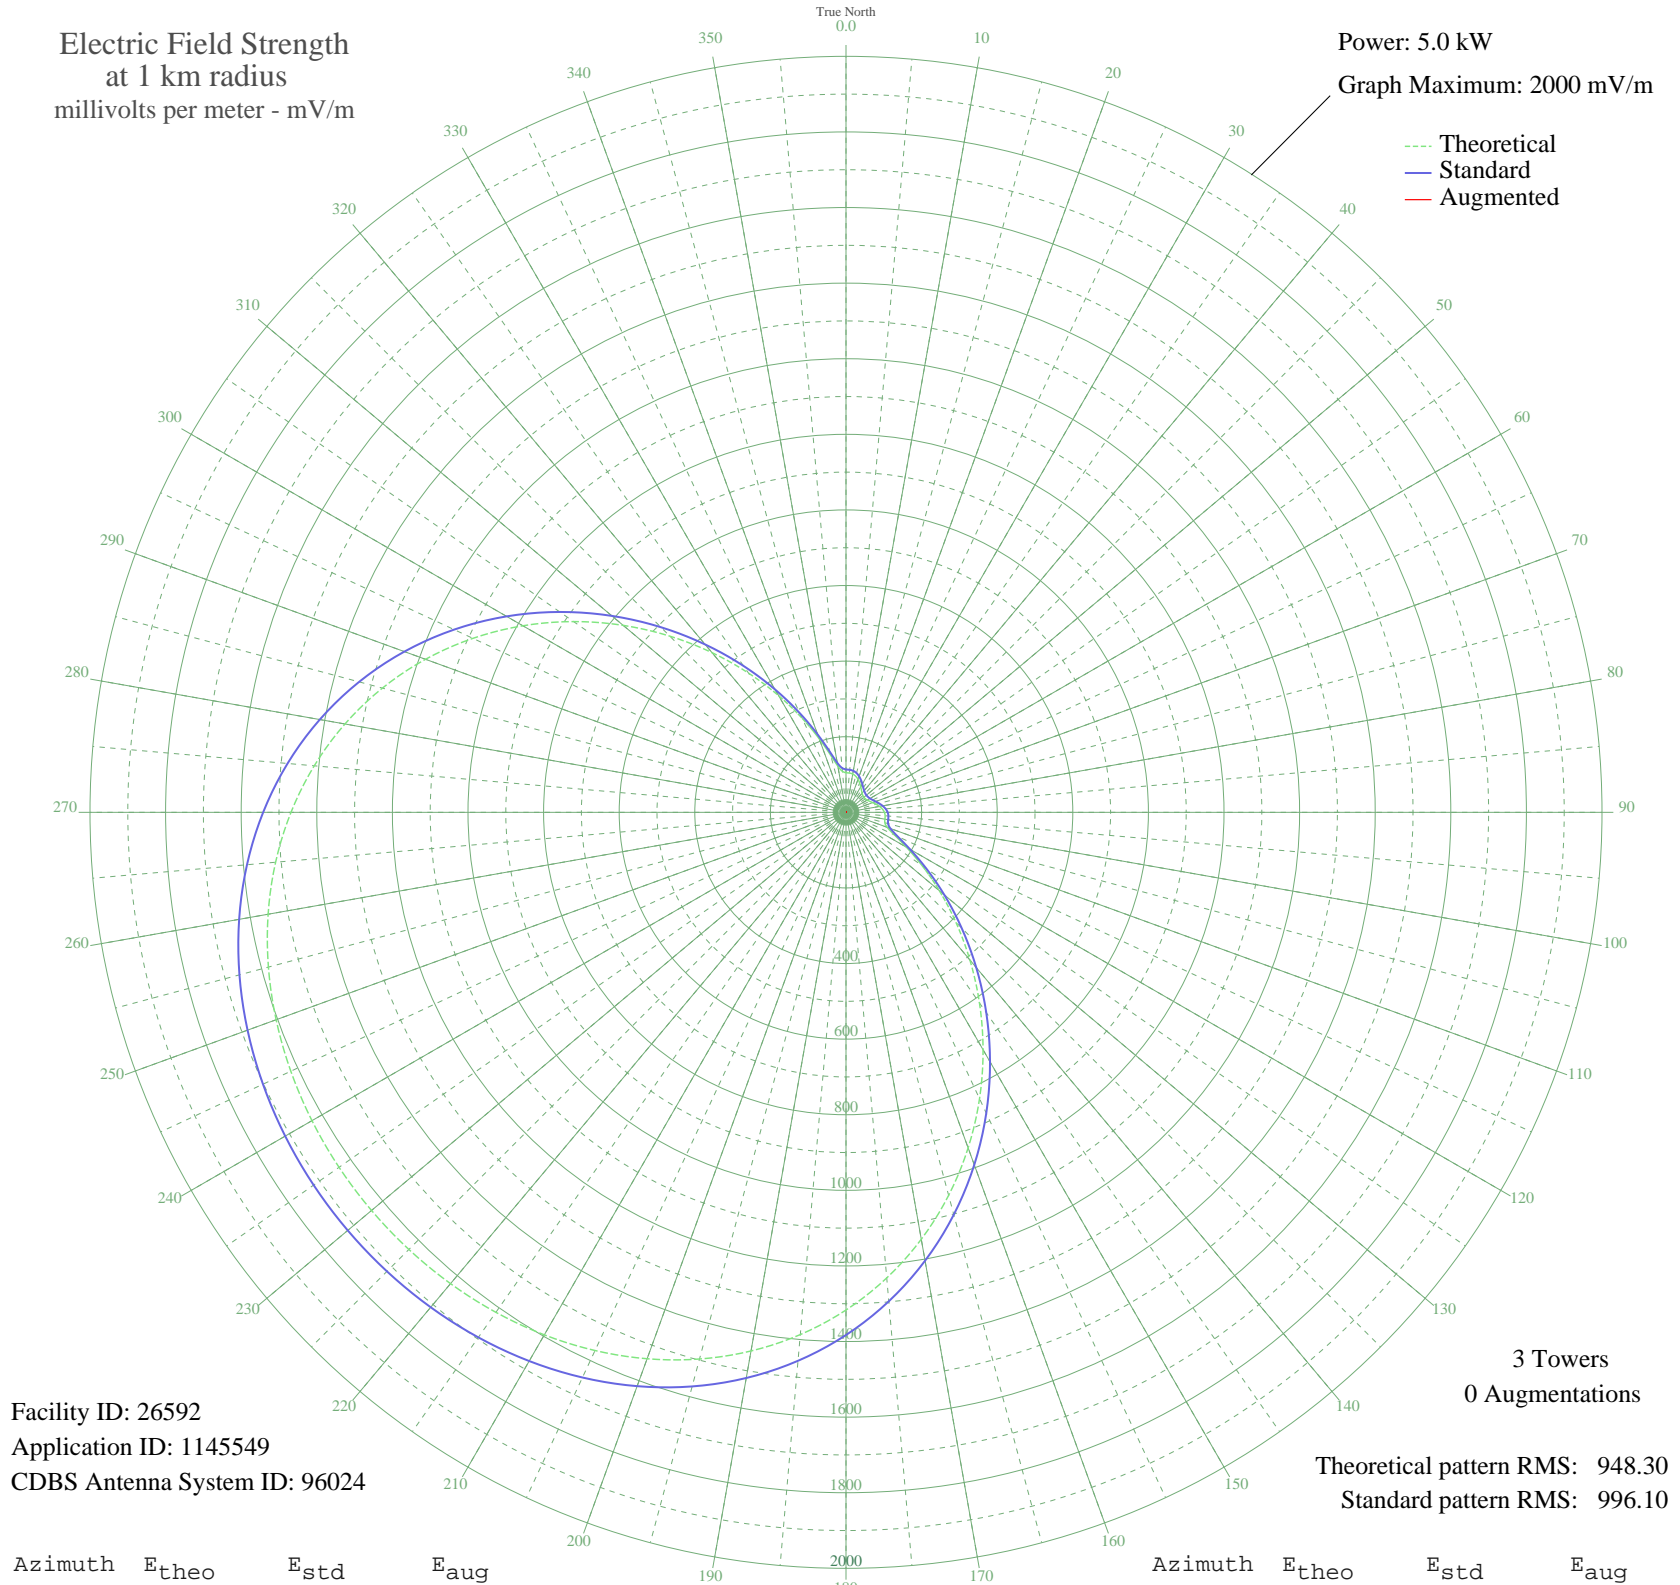 True North
0.0
Electric Field Strength
at 1 km radius
millivolts per meter - mV/m
Power: 5.0 kW
Graph Maximum: 2000 mV/m
Theoretical
Standard
Augmented
10
20
30
40
50
60
70
80
90
100
110
120
130
140
150
160
170
190
200
210
220
230
240
250
260
270
280
290
300
310
320
330
340
350
400
600
800
1000
1200
1400
1600
1800
2000
3 Towers
0 Augmentations
Facility ID: 26592
Application ID: 1145549
CDBS Antenna System ID: 96024
Theoretical pattern RMS: 948.30
Standard pattern RMS: 996.10
Azimuth Etheo Estd Eaug
Azimuth Etheo Estd Eaug